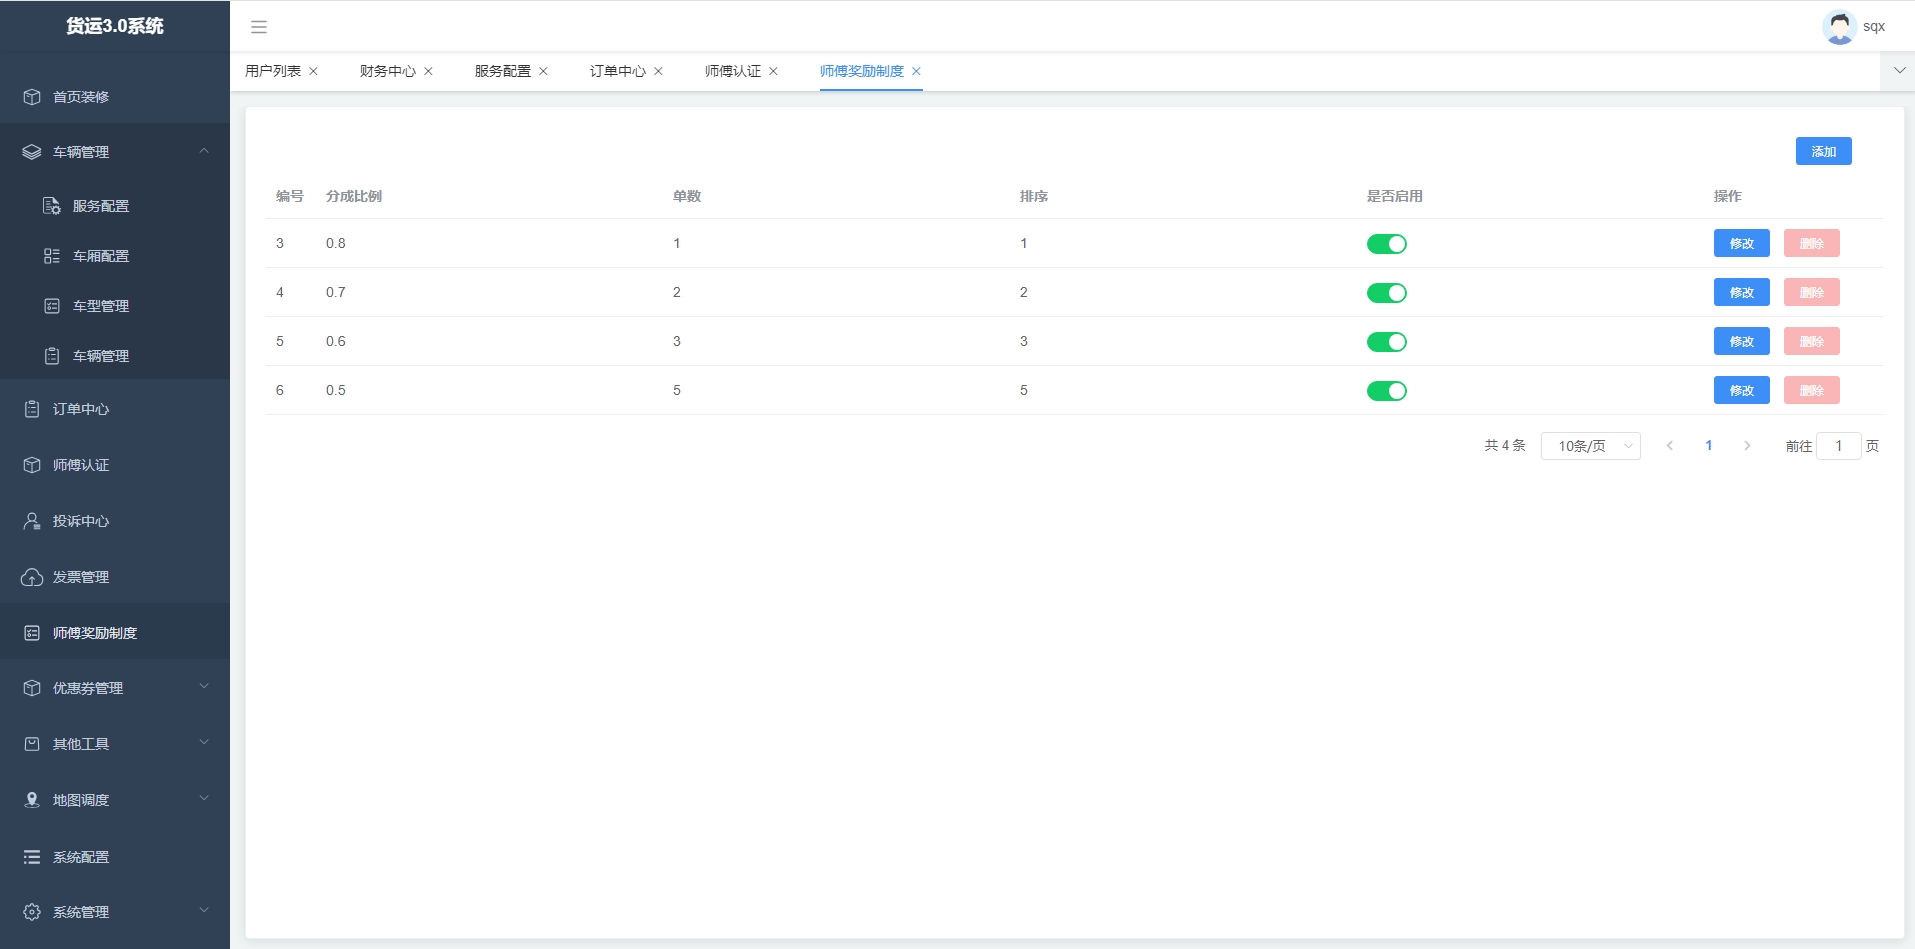 货运3.0系统
sqx
用户列表
财务中心
服务配置
订单中心
师傅认证
师傅奖励制度
首页装修
车辆管理
服务配置
车厢配置
车型管理
车辆管理
订单中心
师傅认证
投诉中心
发票管理
师傅奖励制度
优惠券管理
其他工具
地图调度
系统配置
系统管理
添加
编号 分成比例 单数 排序 是否启用 操作
3 0.8 1 1 修改 删除
4 0.7 2 2 修改 删除
5 0.6 3 3 修改 删除
6 0.5 5 5 修改 删除
共 4 条 10条/页 1 前往 1 页